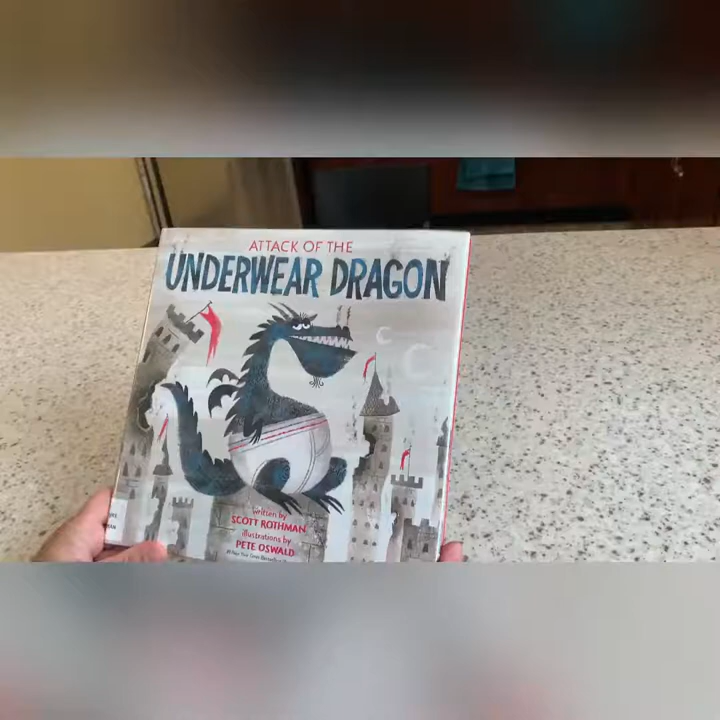 ATTACK OF THE
UNDERWEAR DRAGON
written by
SCOTT ROTHMAN
illustrations by
PETE OSWALD